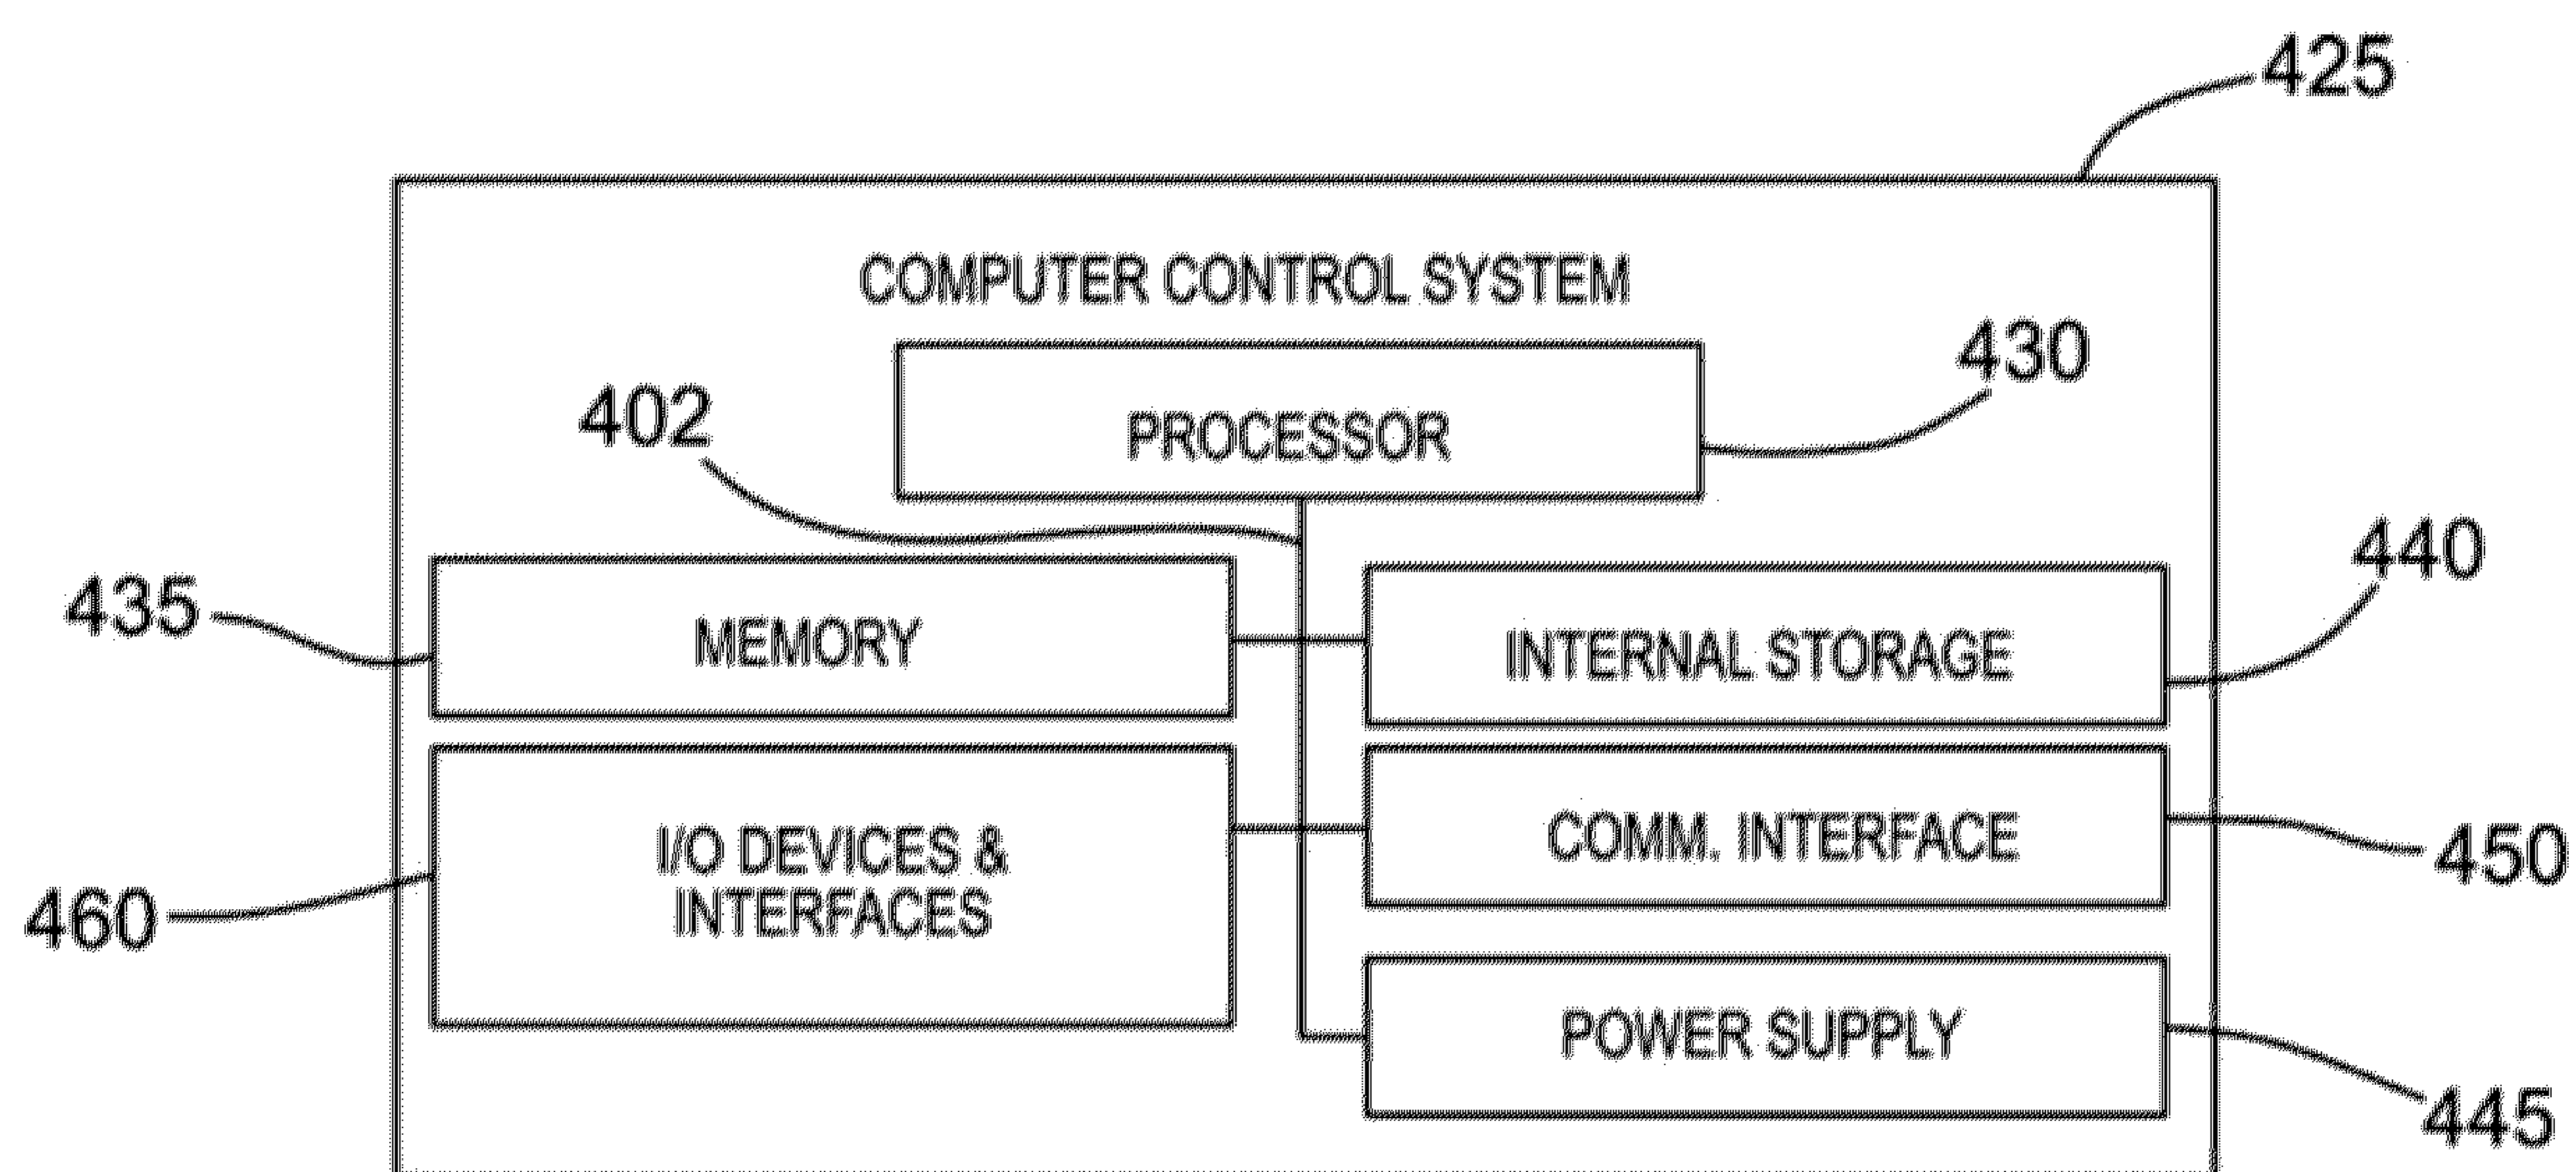 425
COMPUTER CONTROL SYSTEM
430
402
PROCESSOR
440
435
MEMORY
INTERNAL STORAGE
I/O DEVICES &
INTERFACES
COMM. INTERFACE
450
460
POWER SUPPLY
445